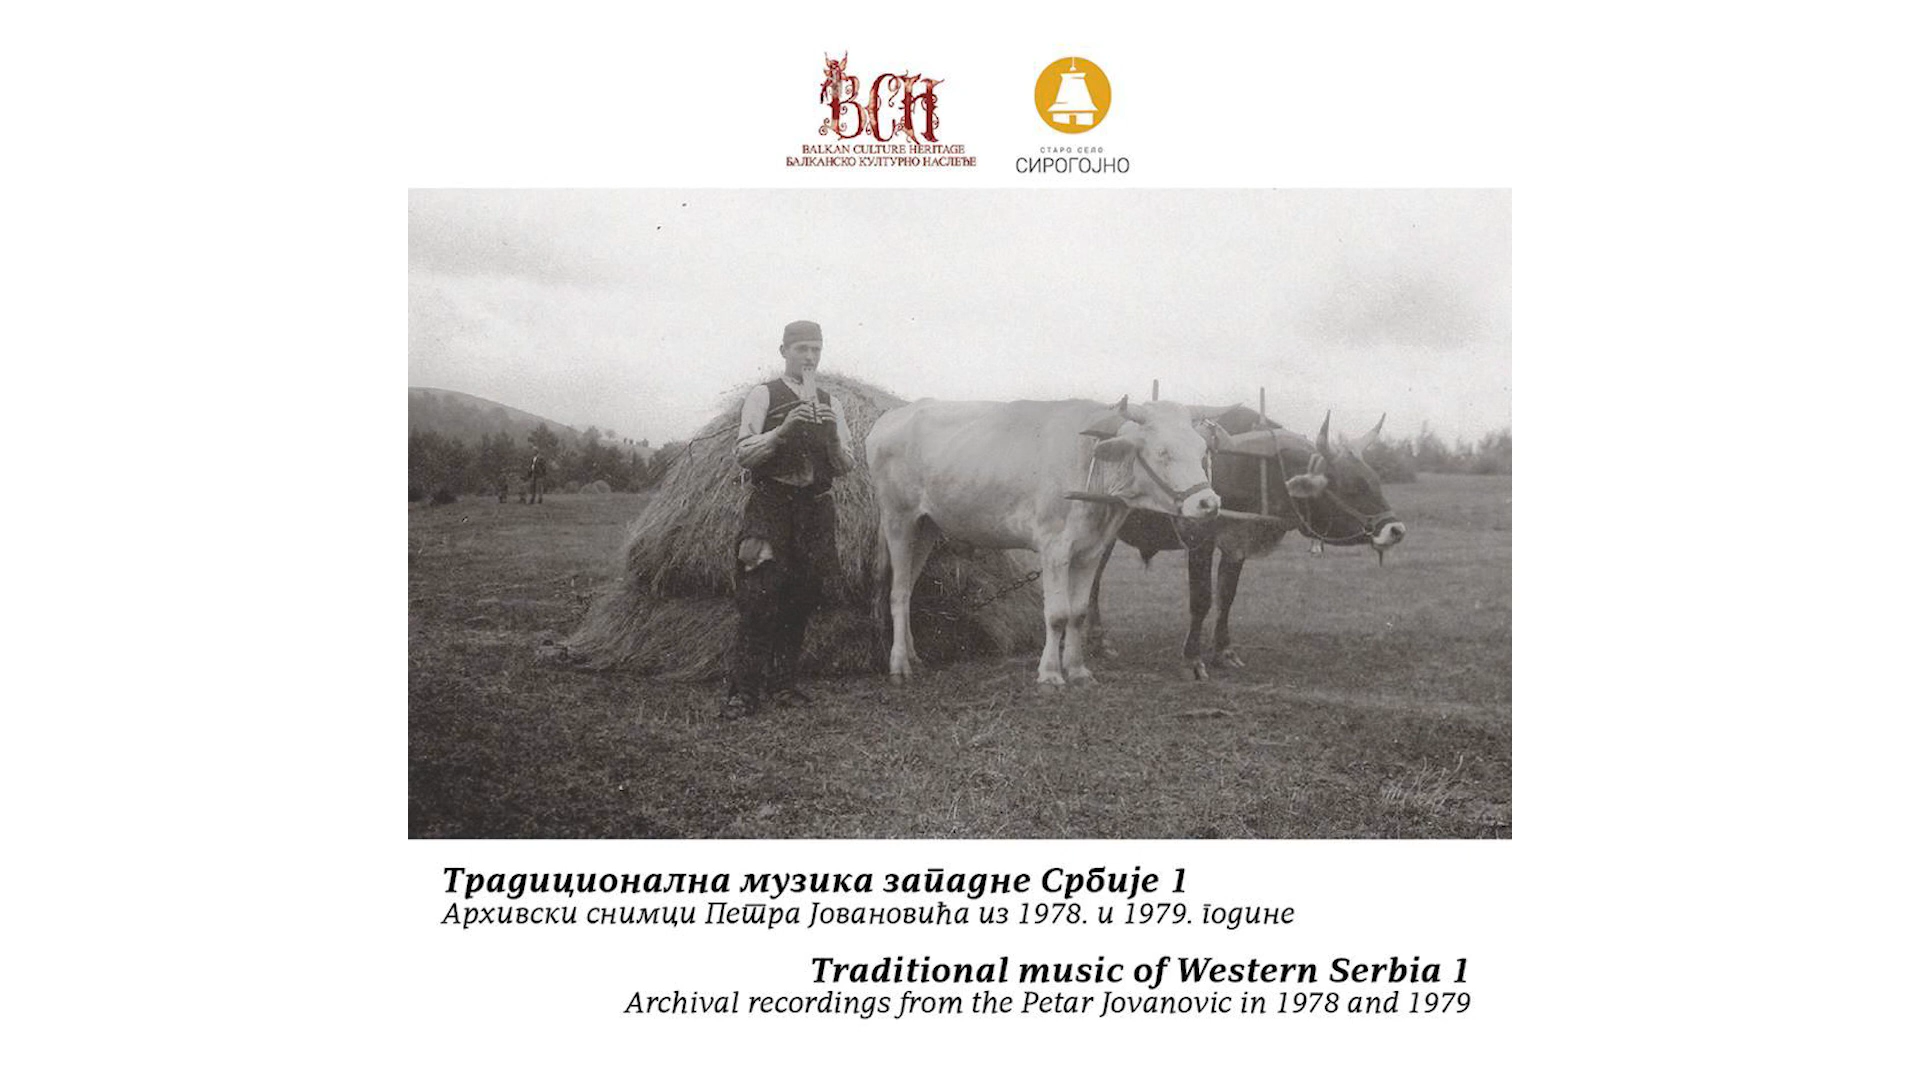 BCH
BALKAN CULTURE HERITAGE
БАЛКАНСКО КУЛТУРНО НАСЛЕЂЕ
СТАРО СЕЛО
СИРОГОЈНО
Традиционална музика западне Србије 1
Архивски снимци Петра Јовановића из 1978. и 1979. године
Traditional music of Western Serbia 1
Archival recordings from the Petar Jovanovic in 1978 and 1979